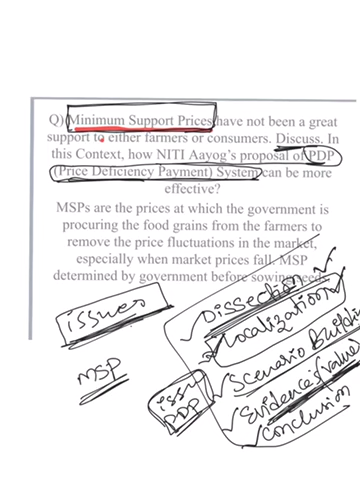 Q) Minimum Support Prices have not been a great
support to either farmers or consumers. Discuss. In
this Context, how NITI Aayog's proposal of PDP
(Price Deficiency Payment) System can be more
effective?
MSPs are the prices at which the government is
procuring the food grains from the farmers to
remove the price fluctuations in the market,
especially when market prices fall. MSP
determined by government before sowing
issues
MSP
Dissection
Localization
Scenario Building
issu
PDP
Evidence/values
Conclusion